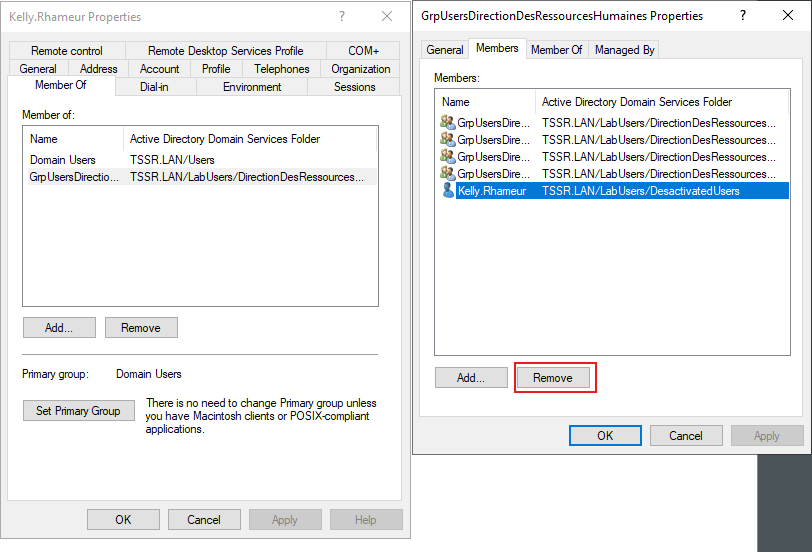 Kelly.Rhameur Properties
?
Remote control Remote Desktop Services Profile COM+
General Address Account Profile Telephones Organization
Member Of Dial-in Environment Sessions
Member of:
Name Active Directory Domain Services Folder
Domain Users TSSR.LAN/Users
GrpUsersDirectio... TSSR.LAN/LabUsers/DirectionDesRessources...
Add... Remove
Primary group: Domain Users
Set Primary Group
There is no need to change Primary group unless
you have Macintosh clients or POSIX-compliant
applications.
OK Cancel Apply Help
GrpUsersDirectionDesRessourcesHumaines Properties
?
General Members Member Of Managed By
Members:
Name Active Directory Domain Services Folder
GrpUsersDire... TSSR.LAN/LabUsers/DirectionDesRessources...
GrpUsersDire... TSSR.LAN/LabUsers/DirectionDesRessources...
GrpUsersDire... TSSR.LAN/LabUsers/DirectionDesRessources...
GrpUsersDire... TSSR.LAN/LabUsers/DirectionDesRessources...
Kelly.Rhameur TSSR.LAN/LabUsers/DesactivatedUsers
Add... Remove
OK Cancel Apply